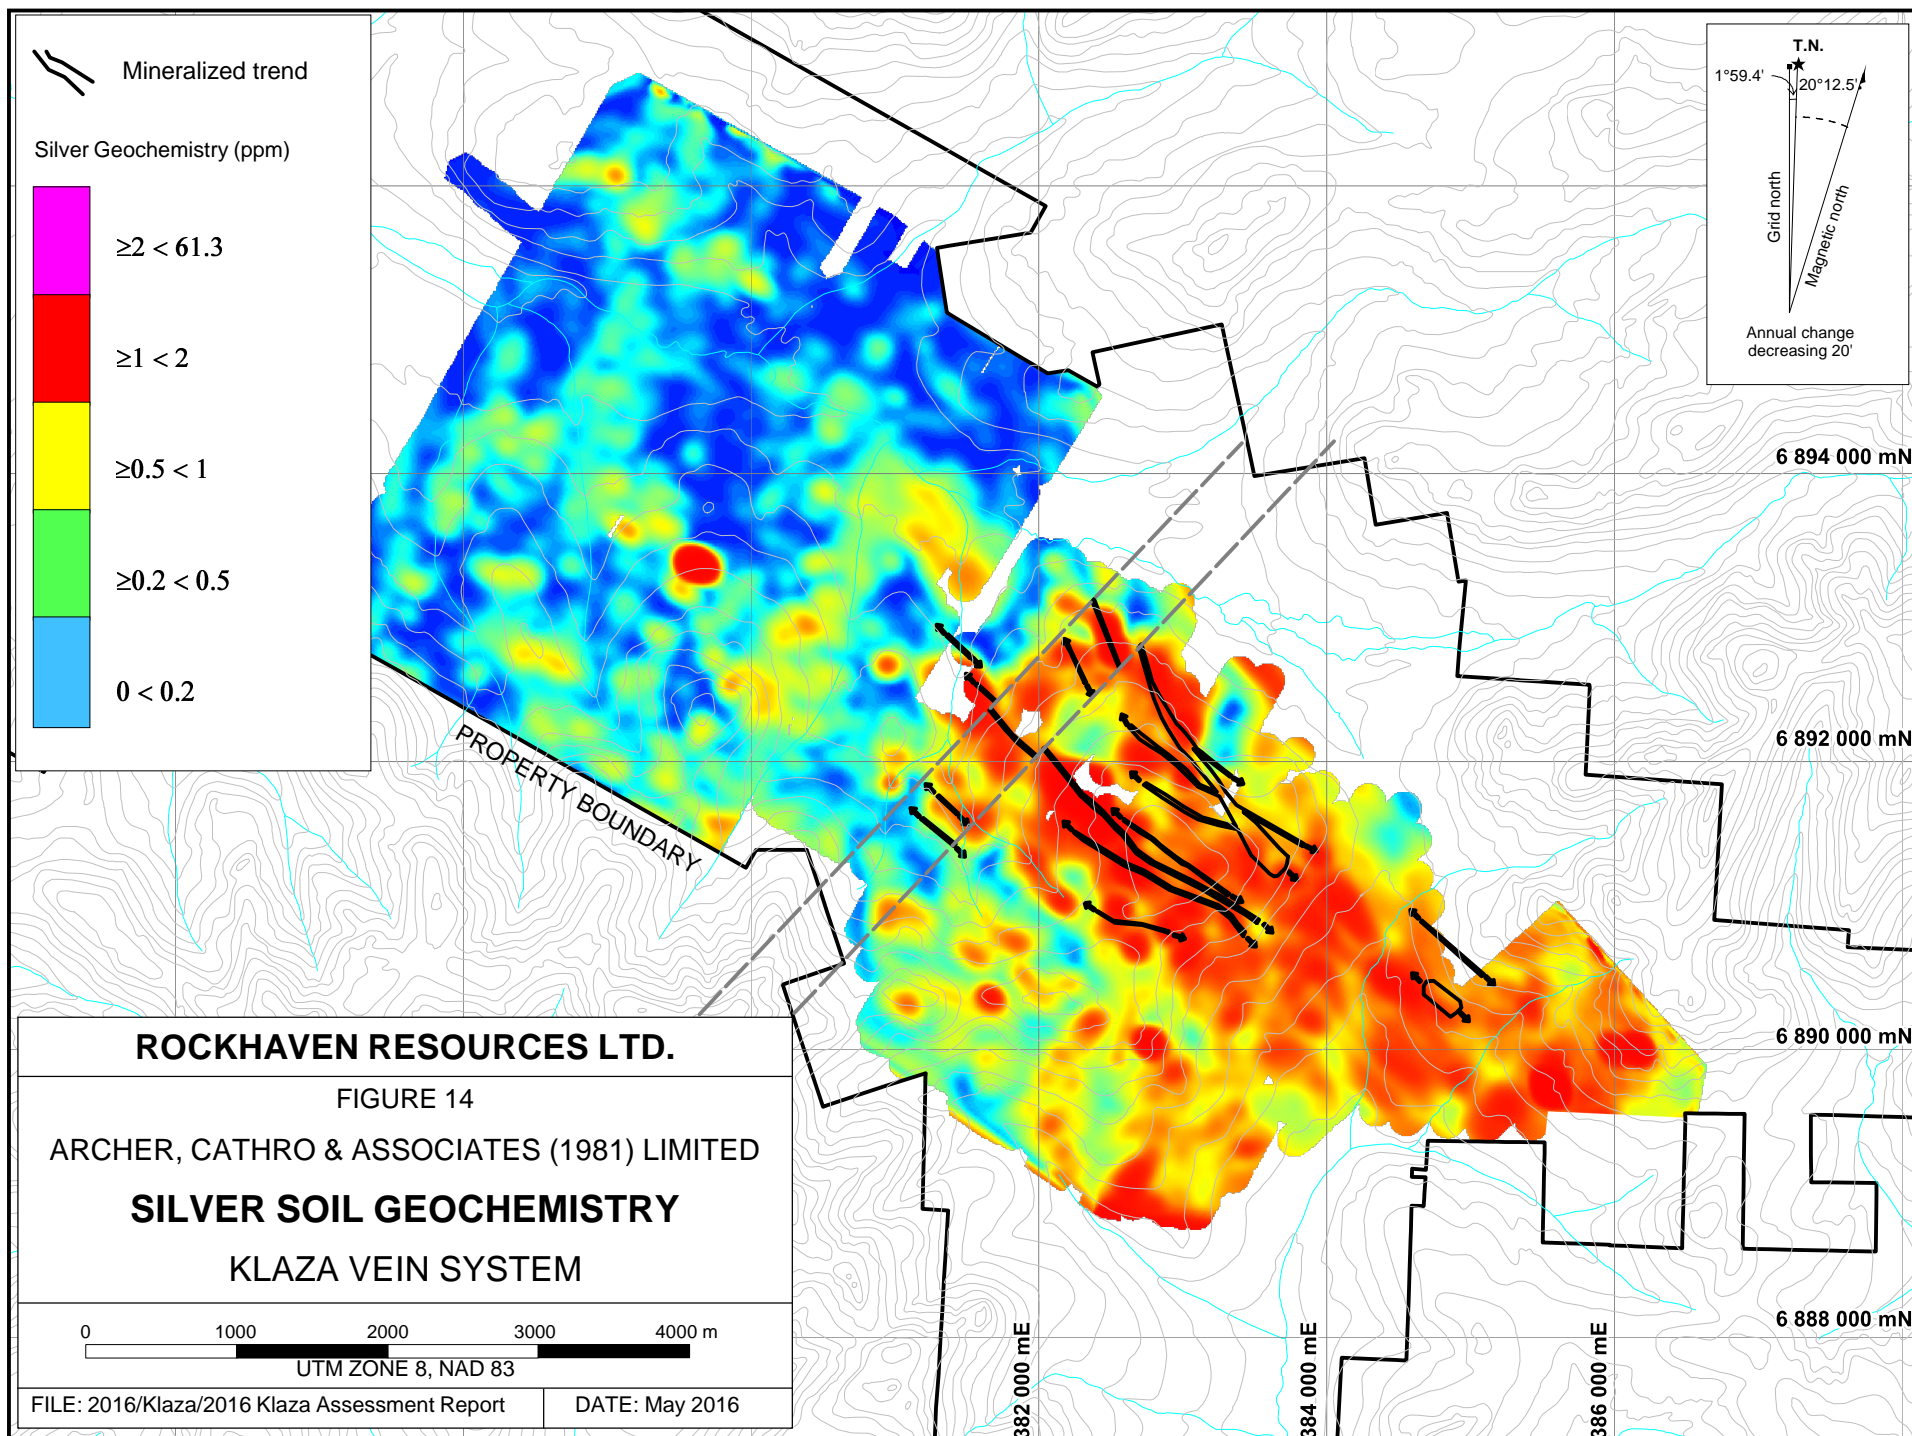 Mineralized trend
Silver Geochemistry (ppm)
≥2 < 61.3
≥1 < 2
≥0.5 < 1
≥0.2 < 0.5
0 < 0.2
T.N.
1°59.4'
20°12.5'
Grid north
Magnetic north
Annual change
decreasing 20'
6 894 000 mN
6 892 000 mN
6 890 000 mN
6 888 000 mN
PROPERTY BOUNDARY
382 000 mE
384 000 mE
386 000 mE
ROCKHAVEN RESOURCES LTD.
FIGURE 14
ARCHER, CATHRO & ASSOCIATES (1981) LIMITED
SILVER SOIL GEOCHEMISTRY
KLAZA VEIN SYSTEM
0 1000 2000 3000 4000 m
UTM ZONE 8, NAD 83
FILE: 2016/Klaza/2016 Klaza Assessment Report
DATE: May 2016